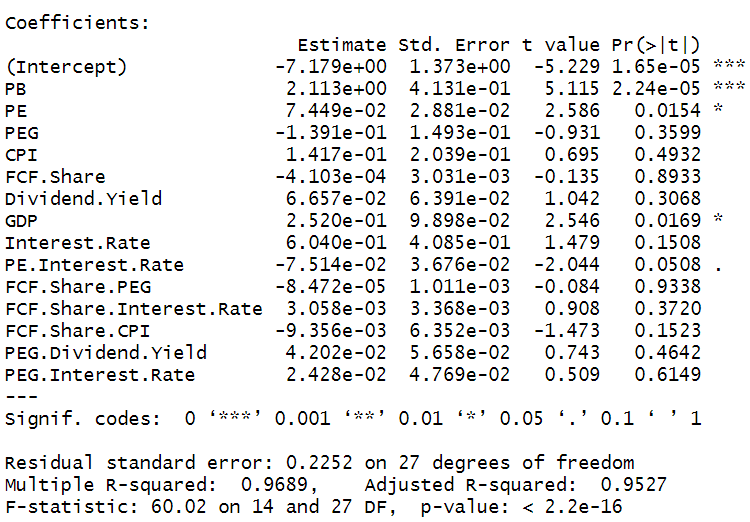 Coefficients:
                          Estimate Std. Error t value Pr(>|t|)
(Intercept)             -7.179e+00  1.373e+00  -5.229 1.65e-05 ***
PB                       2.113e+00  4.131e-01   5.115 2.24e-05 ***
PE                       7.449e-02  2.881e-02   2.586   0.0154 *
PEG                     -1.391e-01  1.493e-01  -0.931   0.3599
CPI                      1.417e-01  2.039e-01   0.695   0.4932
FCF.Share               -4.103e-04  3.031e-03  -0.135   0.8933
Dividend.Yield           6.657e-02  6.391e-02   1.042   0.3068
GDP                      2.520e-01  9.898e-02   2.546   0.0169 *
Interest.Rate            6.040e-01  4.085e-01   1.479   0.1508
PE.Interest.Rate        -7.514e-02  3.676e-02  -2.044   0.0508 .
FCF.Share.PEG           -8.472e-05  1.011e-03  -0.084   0.9338
FCF.Share.Interest.Rate  3.058e-03  3.368e-03   0.908   0.3720
FCF.Share.CPI           -9.356e-03  6.352e-03  -1.473   0.1523
PEG.Dividend.Yield       4.202e-02  5.658e-02   0.743   0.4642
PEG.Interest.Rate        2.428e-02  4.769e-02   0.509   0.6149
---
Signif. codes:  0 ‘***’ 0.001 ‘**’ 0.01 ‘*’ 0.05 ‘.’ 0.1 ‘ ’ 1
Residual standard error: 0.2252 on 27 degrees of freedom
Multiple R-squared:  0.9689,    Adjusted R-squared:  0.9527
F-statistic: 60.02 on 14 and 27 DF,  p-value: < 2.2e-16